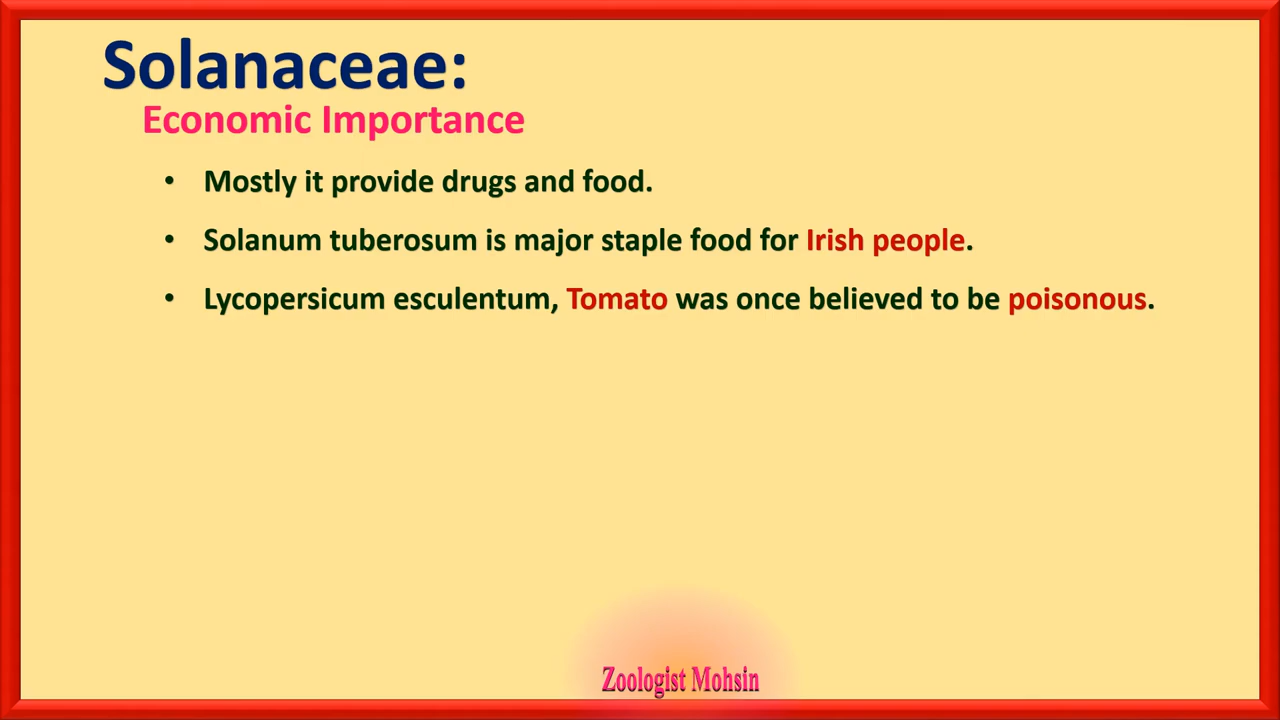 Solanaceae:
Economic Importance
• Mostly it provide drugs and food.
• Solanum tuberosum is major staple food for Irish people.
• Lycopersicum esculentum, Tomato was once believed to be poisonous.
Zoologist Mohsin